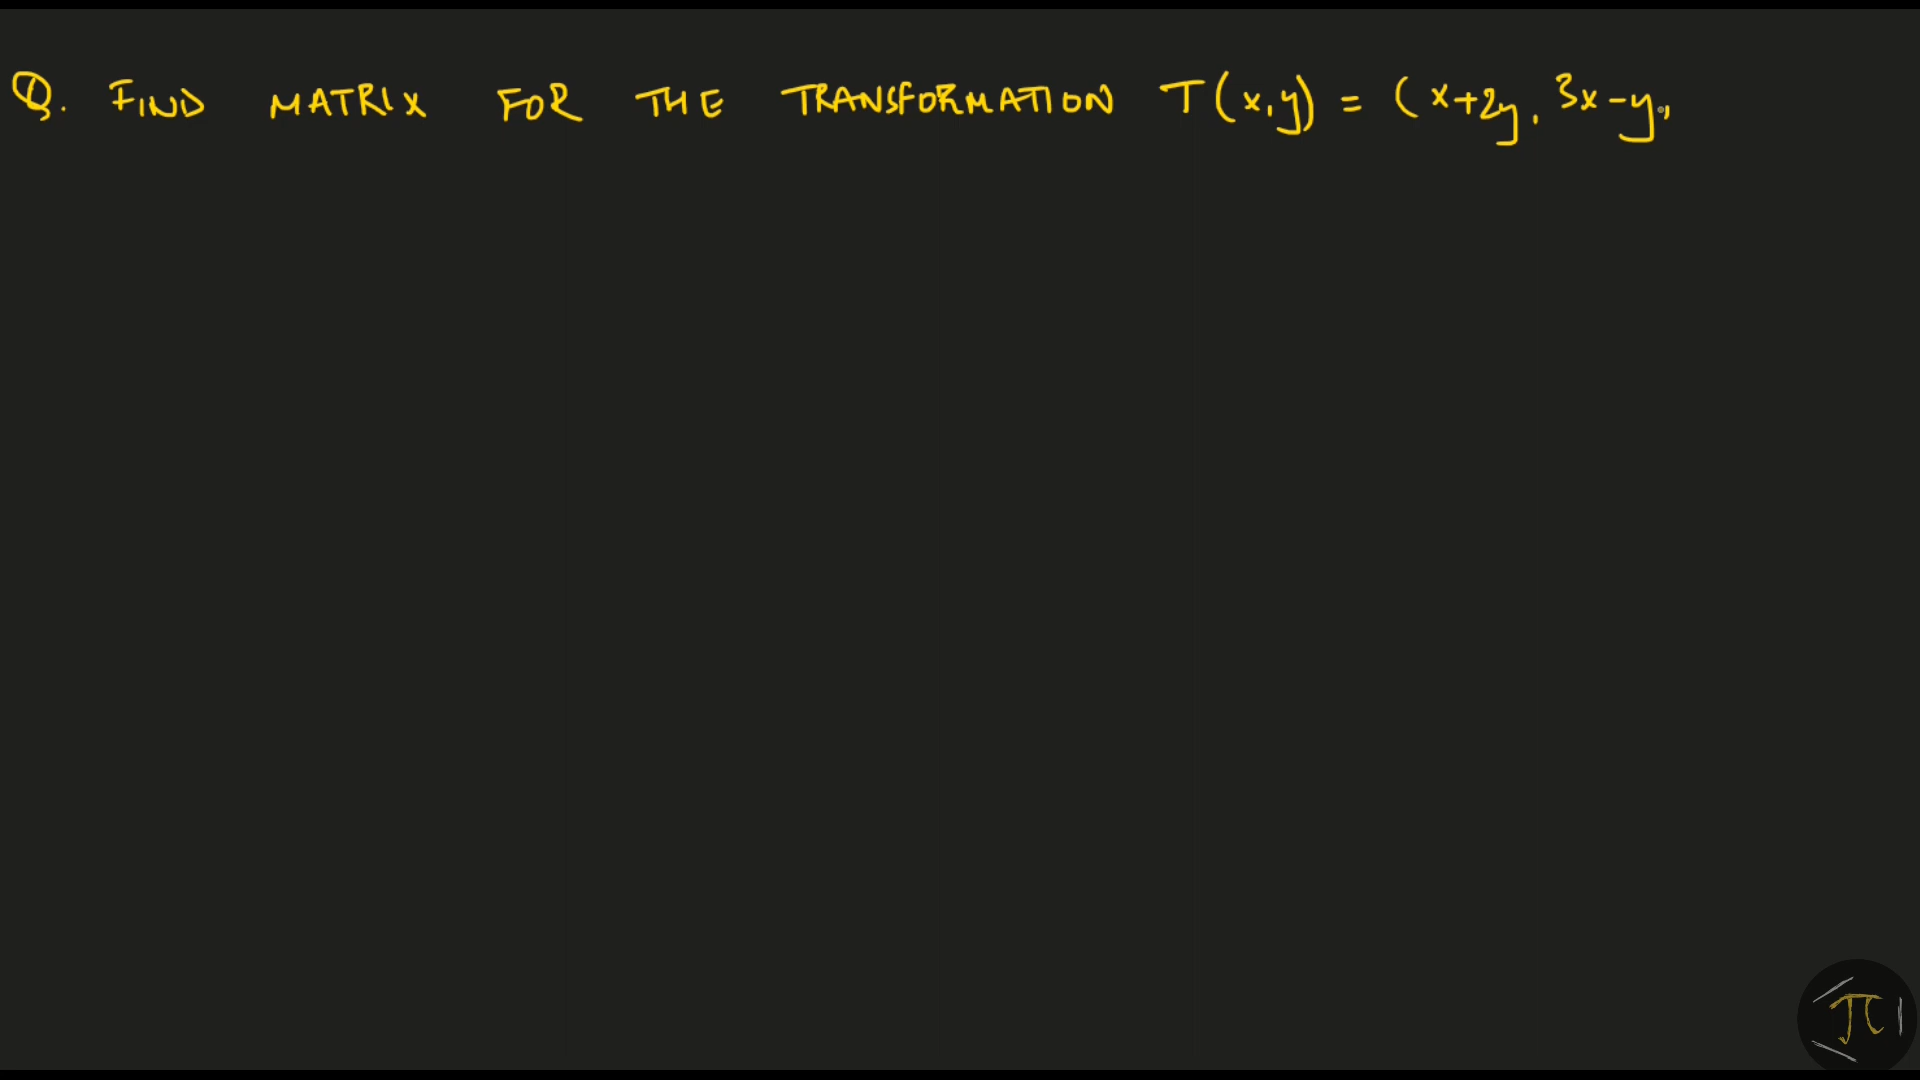 Q. FIND MATRIX FOR THE TRANSFORMATION T(x,y) = (x+2y, 3x-y,
π